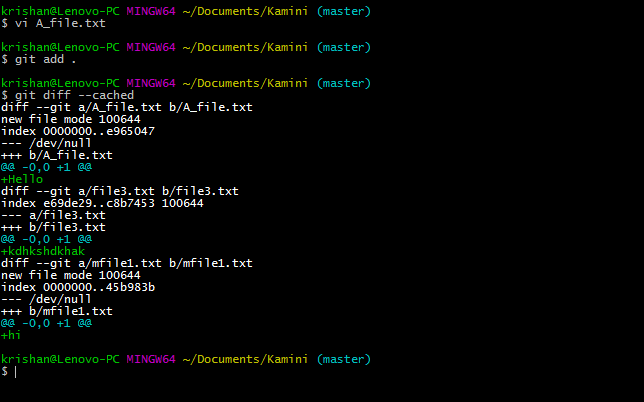 krishan@Lenovo-PC MINGW64 ~/Documents/Kamini (master)
$ vi A_file.txt
krishan@Lenovo-PC MINGW64 ~/Documents/Kamini (master)
$ git add .
krishan@Lenovo-PC MINGW64 ~/Documents/Kamini (master)
$ git diff --cached
diff --git a/A_file.txt b/A_file.txt
new file mode 100644
index 0000000..e965047
--- /dev/null
+++ b/A_file.txt
@@ -0,0 +1 @@
+Hello
diff --git a/file3.txt b/file3.txt
index e69de29..c8b7453 100644
--- a/file3.txt
+++ b/file3.txt
@@ -0,0 +1 @@
+kdhkshdkhak
diff --git a/mfile1.txt b/mfile1.txt
new file mode 100644
index 0000000..45b983b
--- /dev/null
+++ b/mfile1.txt
@@ -0,0 +1 @@
+hi
krishan@Lenovo-PC MINGW64 ~/Documents/Kamini (master)
$